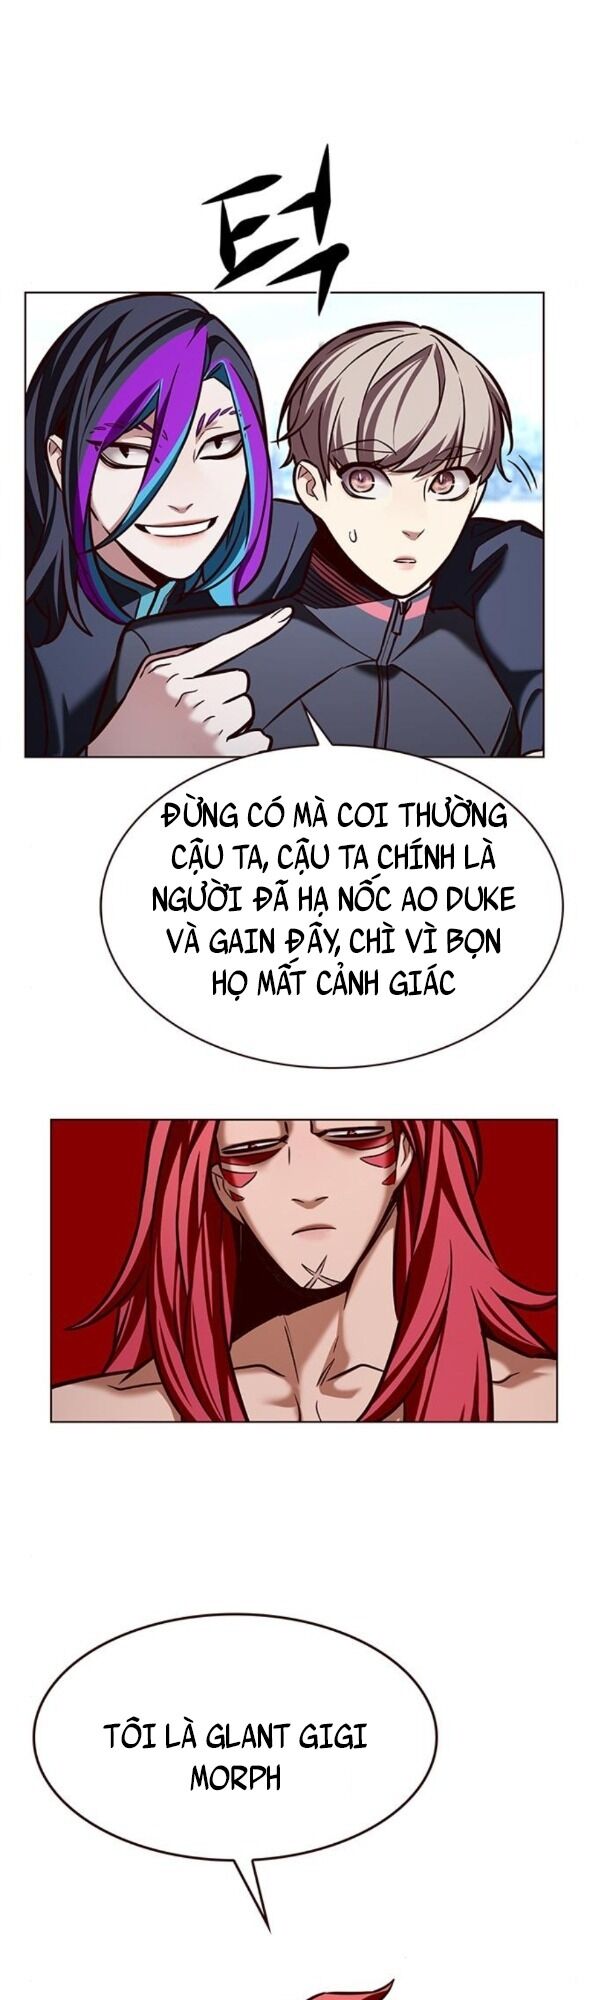 턱
ĐỪNG CÓ MÀ COI THƯỜNG
CẬU TA, CẬU TA CHÍNH LÀ
NGƯỜI ĐÃ HẠ NỐC AO DUKE
VÀ GAIN ĐẤY, CHỈ VÌ BỌN
HỌ MẤT CẢNH GIÁC
TÔI LÀ GLANT GIGI
MORPH